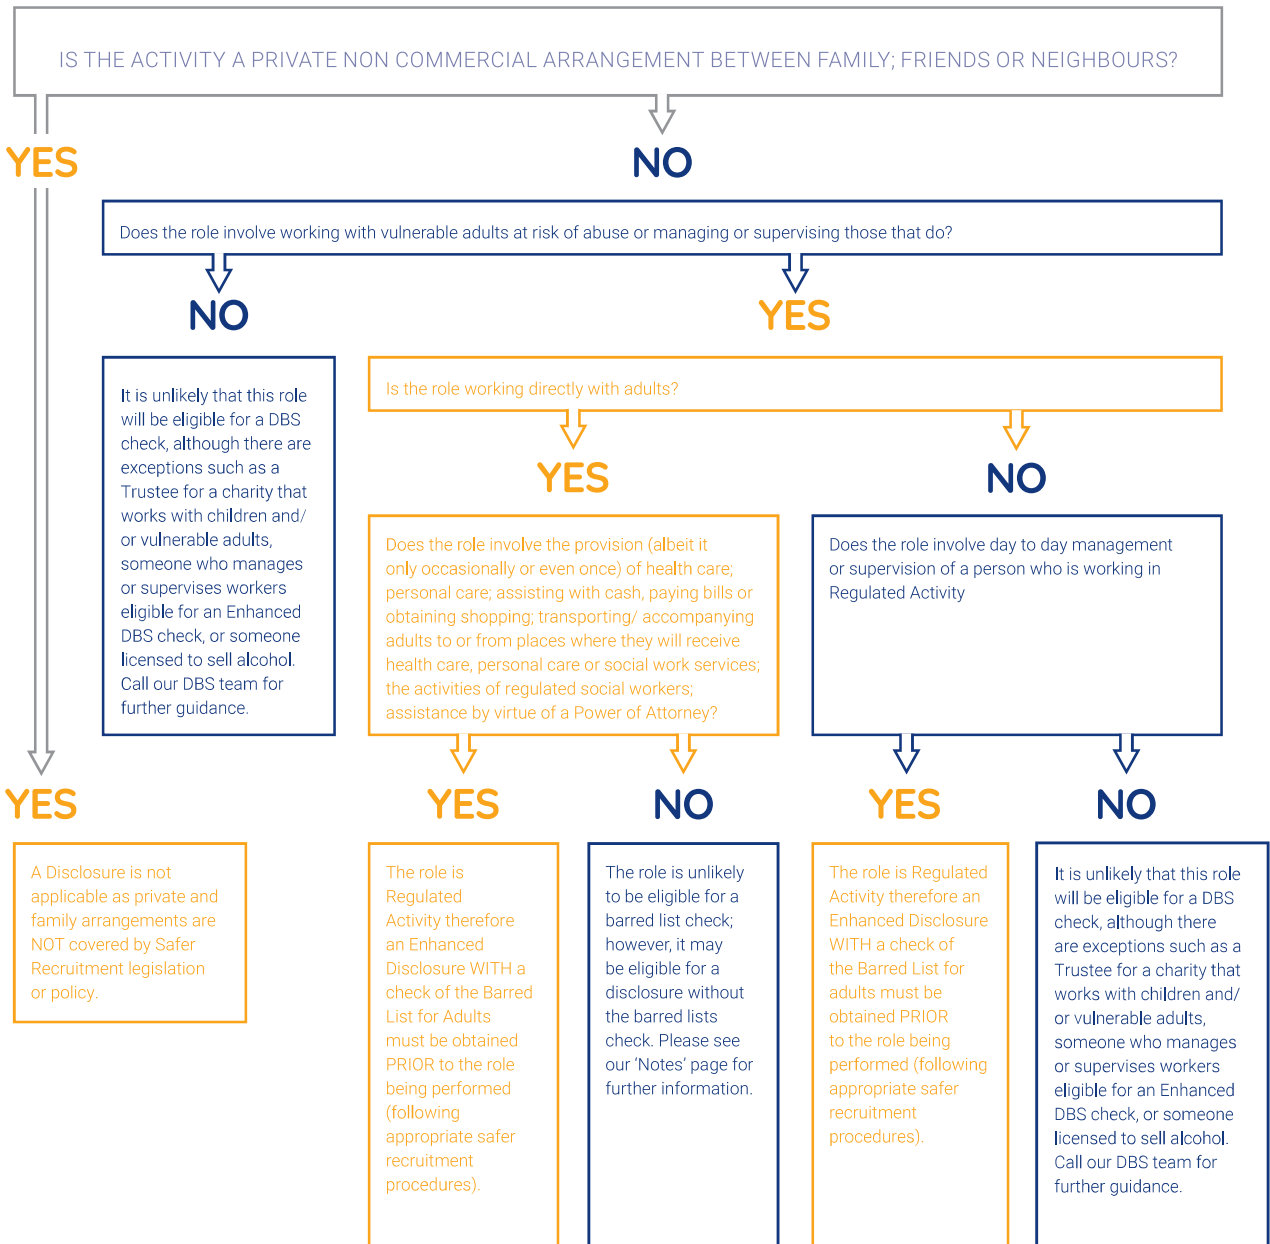 IS THE ACTIVITY A PRIVATE NON COMMERCIAL ARRANGEMENT BETWEEN FAMILY; FRIENDS OR NEIGHBOURS?
YES
NO
Does the role involve working with vulnerable adults at risk of abuse or managing or supervising those that do?
NO
YES
It is unlikely that this role
will be eligible for a DBS
check, although there are
exceptions such as a
Trustee for a charity that
works with children and/
or vulnerable adults,
someone who manages
or supervises workers
eligible for an Enhanced
DBS check, or someone
licensed to sell alcohol.
Call our DBS team for
further guidance.
Is the role working directly with adults?
YES
NO
Does the role involve the provision (albeit it
only occasionally or even once) of health care;
personal care; assisting with cash, paying bills or
obtaining shopping; transporting/ accompanying
adults to or from places where they will receive
health care, personal care or social work services;
the activities of regulated social workers;
assistance by virtue of a Power of Attorney?
Does the role involve day to day management
or supervision of a person who is working in
Regulated Activity
YES
YES
NO
YES
NO
A Disclosure is not
applicable as private and
family arrangements are
NOT covered by Safer
Recruitment legislation
or policy.
The role is
Regulated
Activity therefore
an Enhanced
Disclosure WITH a
check of the Barred
List for Adults
must be obtained
PRIOR to the role
being performed
(following
appropriate safer
recruitment
procedures).
The role is unlikely
to be eligible for a
barred list check;
however, it may
be eligible for a
disclosure without
the barred lists
check. Please see
our ‘Notes’ page for
further information.
The role is Regulated
Activity therefore an
Enhanced Disclosure
WITH a check of
the Barred List for
adults must be
obtained PRIOR
to the role being
performed (following
appropriate safer
recruitment
procedures).
It is unlikely that this role
will be eligible for a DBS
check, although there
are exceptions such as a
Trustee for a charity that
works with children and/
or vulnerable adults,
someone who manages
or supervises workers
eligible for an Enhanced
DBS check, or someone
licensed to sell alcohol.
Call our DBS team for
further guidance.